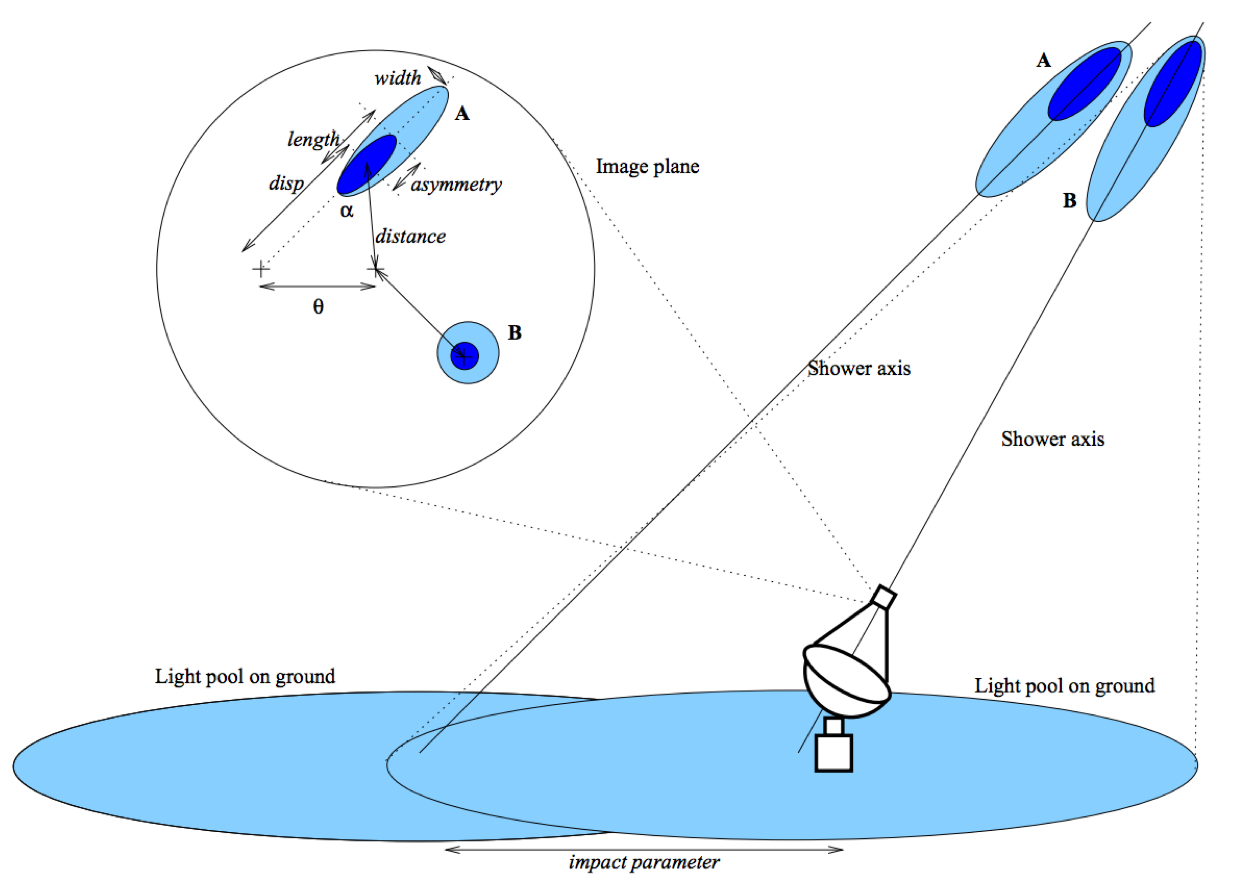 A
width
A
length
Image plane
disp
asymmetry
α
B
distance
θ
B
Shower axis
Shower axis
Light pool on ground
Light pool on ground
impact parameter